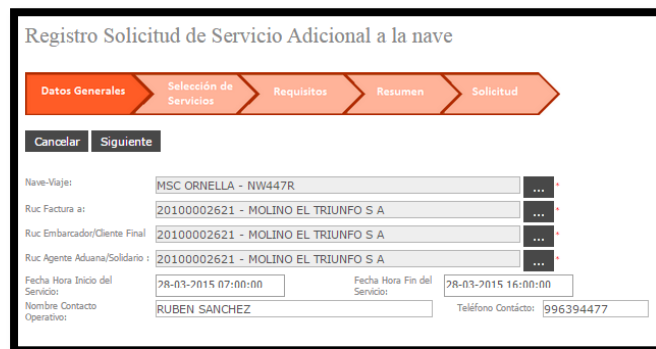 Registro Solicitud de Servicio Adicional a la nave
Datos Generales
Selección de
Servicios
Requisitos
Resumen
Solicitud
Cancelar Siguiente
Nave-Viaje: MSC ORNELLA - NW447R ... *
Ruc Factura a: 20100002621 - MOLINO EL TRIUNFO S A ... *
Ruc Embarcador/Cliente Final 20100002621 - MOLINO EL TRIUNFO S A ... *
Ruc Agente Aduana/Solidario : 20100002621 - MOLINO EL TRIUNFO S A ... *
Fecha Hora Inicio del
Servicio:
28-03-2015 07:00:00
Fecha Hora Fin del
Servicio:
28-03-2015 16:00:00
Nombre Contacto
Operativo:
RUBEN SANCHEZ
Teléfono Contácto: 996394477